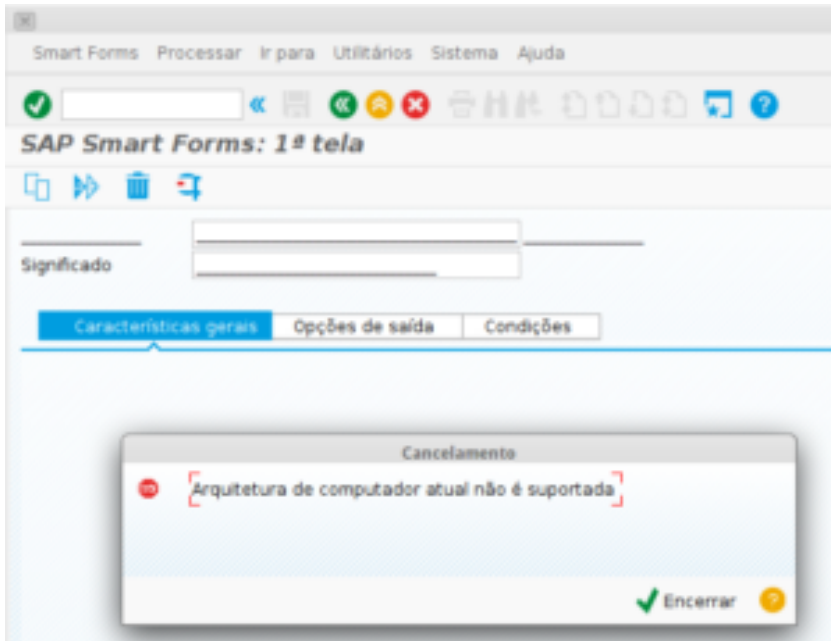 Smart Forms Processar Ir para Utilitários Sistema Ajuda
SAP Smart Forms: 1ª tela
Significado
Características gerais Opções de saída Condições
Cancelamento
Arquitetura de computador atual não é suportada
Encerrar